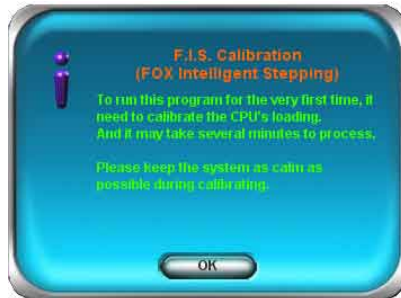 F.I.S. Calibration
(FOX Intelligent Stepping)
To run this program for the very first time, it
need to calibrate the CPU's loading.
And it may take several minutes to process.
Please keep the system as calm as
possible during calibrating.
OK